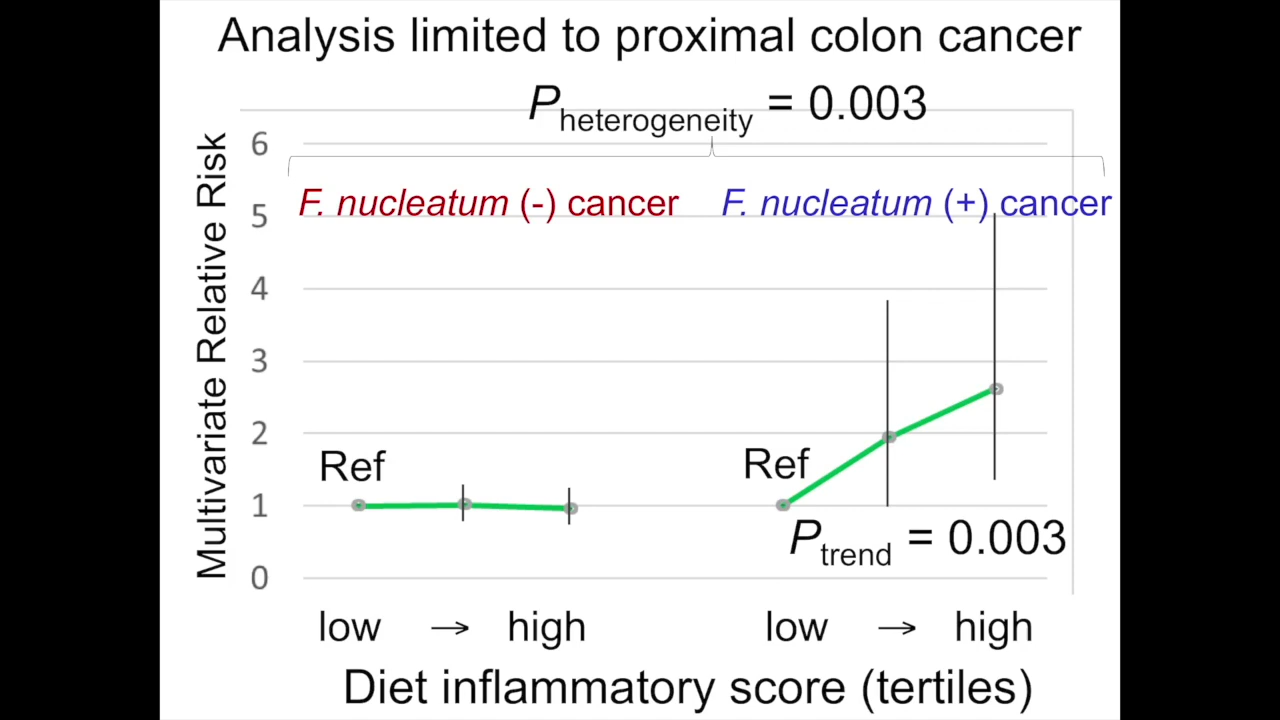 Analysis limited to proximal colon cancer
Pheterogeneity = 0.003
Multivariate Relative Risk
6
5
4
3
2
1
0
F. nucleatum (-) cancer
F. nucleatum (+) cancer
Ref
Ref
Ptrend = 0.003
low → high
low → high
Diet inflammatory score (tertiles)